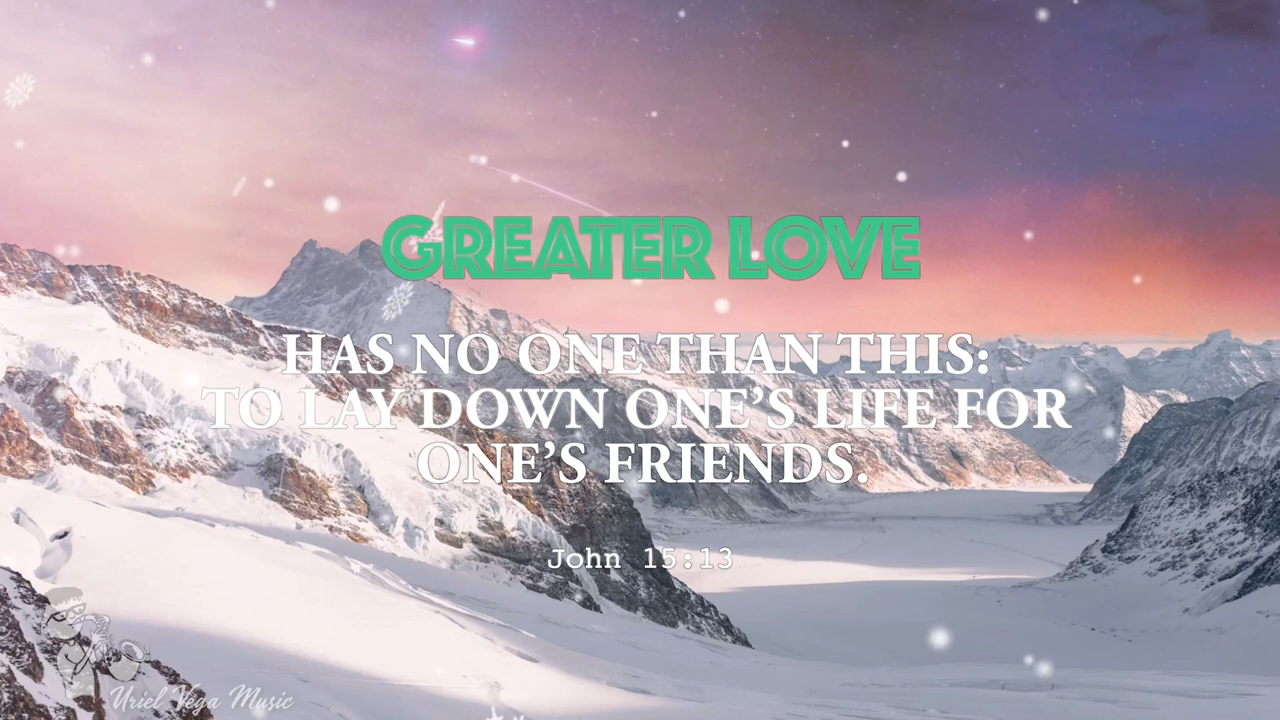 GREATER LOVE
HAS NO ONE THAN THIS:
TO LAY DOWN ONE’S LIFE FOR
ONE’S FRIENDS.
John 15:13
Uriel Vega Music